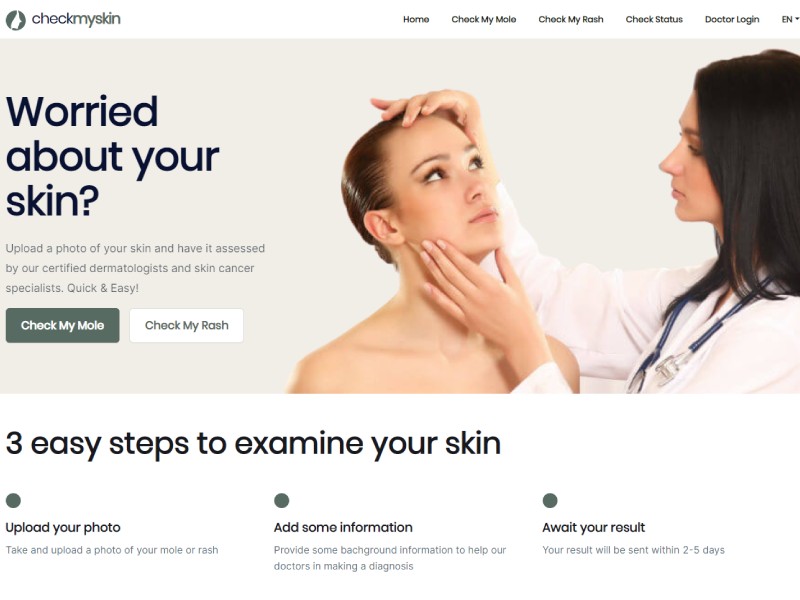 checkmyskin
Home Check My Mole Check My Rash Check Status Doctor Login EN
Worried
about your
skin?
Upload a photo of your skin and have it assessed
by our certified dermatologists and skin cancer
specialists. Quick & Easy!
Check My Mole Check My Rash
3 easy steps to examine your skin
Upload your photo
Take and upload a photo of your mole or rash
Add some information
Provide some bachground information to help our
doctors in making a diagnosis
Await your result
Your result will be sent within 2-5 days